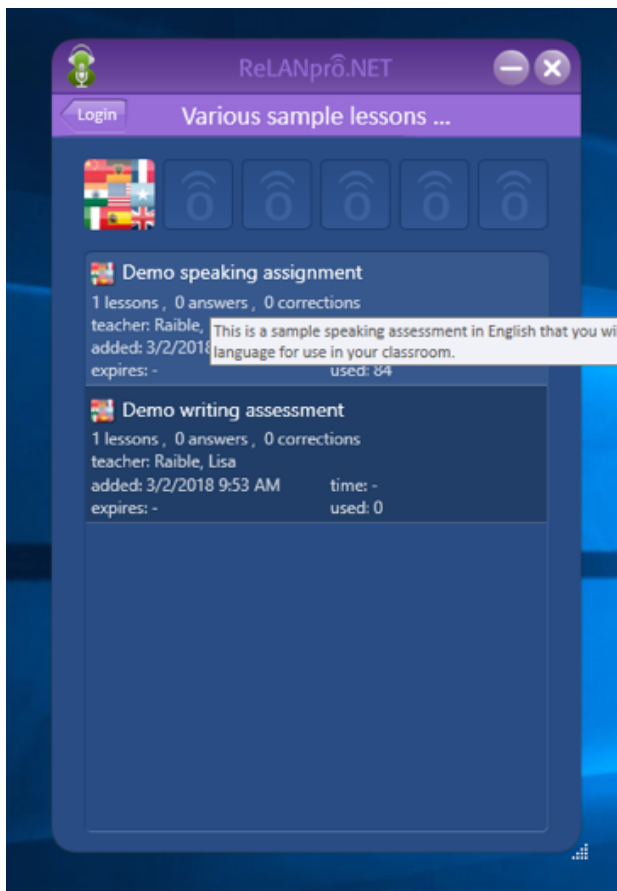 ReLANprô.NET
Login
Various sample lessons ...
Demo speaking assignment
1 lessons , 0 answers , 0 corrections
teacher: Raible,
This is a sample speaking assessment in English that you wi
added: 3/2/2018
language for use in your classroom.
expires: -
used: 84
Demo writing assessment
1 lessons , 0 answers , 0 corrections
teacher: Raible, Lisa
added: 3/2/2018 9:53 AM time: -
expires: - used: 0